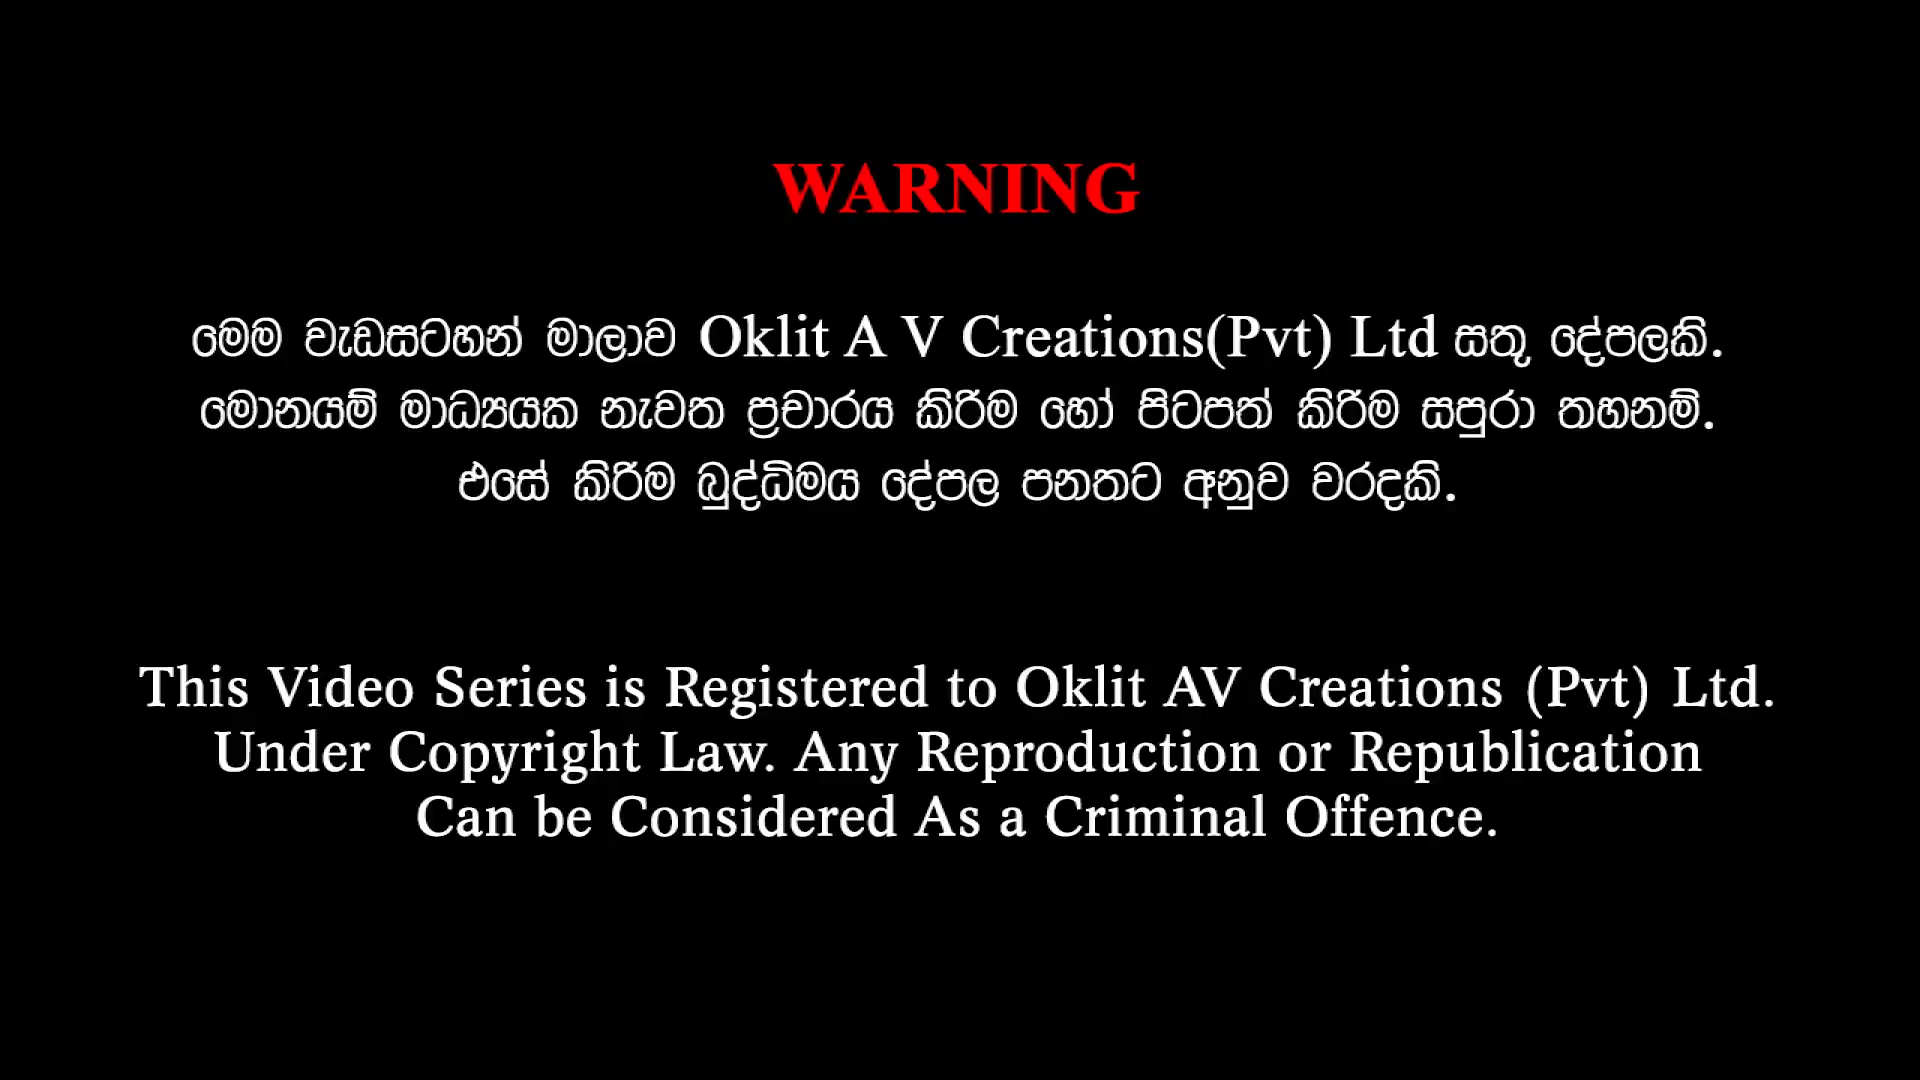 WARNING
මෙම වැඩසටහන් මාලාව Oklit A V Creations(Pvt) Ltd සතු දේපලකි.
මොනයම් මාධ්‍යයක නැවත ප්‍රචාරය කිරිම හෝ පිටපත් කිරිම සපුරා තහනම්.
එසේ කිරිම බුද්ධිමය දේපල පනතට අනුව වරදකි.
This Video Series is Registered to Oklit AV Creations (Pvt) Ltd.
Under Copyright Law. Any Reproduction or Republication
Can be Considered As a Criminal Offence.